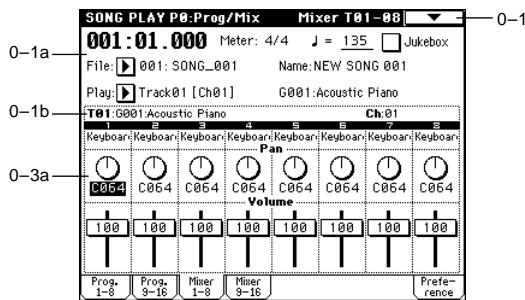 SONG PLAY P0:Prog/Mix Mixer T01-08
0-1
001:01.000 Meter: 4/4 ♩ = 135 Jukebox
0-1a
File: 001: SONG_001 Name:NEW SONG 001
Play: Track01 [Ch01] G001:Acoustic Piano
0-1b
T01:G001:Acoustic Piano Ch:01
1 2 3 4 5 6 7 8
Keyboar Keyboar Keyboar Keyboar Keyboar Keyboar Keyboar Keyboar
Pan
0-3a
C064 C064 C064 C064 C064 C064 C064 C064
Volume
100 100 100 100 100 100 100 100
Prog. 1-8 Prog. 9-16 Mixer 1-8 Mixer 9-16 Prefe-rence